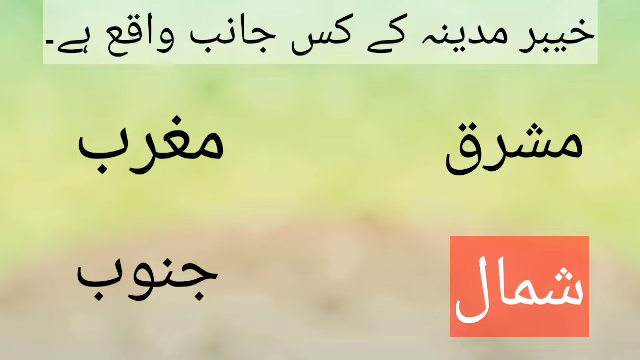 خیبر مدینہ کے کس جانب واقع ہے۔
مشرق
مغرب
شمال
جنوب